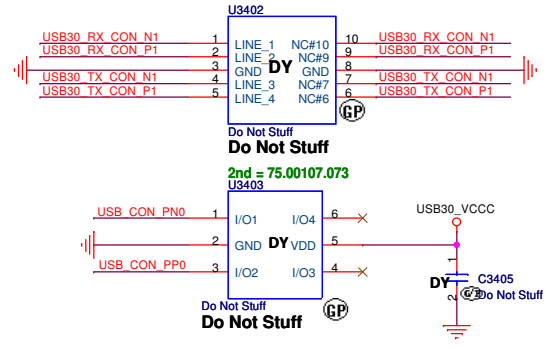 U3402
USB30_RX_CON_N1 1 LINE_1 NC#10 10 USB30_RX_CON_N1
USB30_RX_CON_P1 2 LINE_2 NC#9 9 USB30_RX_CON_P1
3 GND DY GND 8
USB30_TX_CON_N1 4 LINE_3 NC#7 7 USB30_TX_CON_N1
USB30_TX_CON_P1 5 LINE_4 NC#6 6 USB30_TX_CON_P1
GP
Do Not Stuff
Do Not Stuff
2nd = 75.00107.073
U3403
USB_CON_PN0 1 I/O1 I/O4 6
USB30_VCCC
2 GND DY VDD 5
USB_CON_PP0 3 I/O2 I/O3 4
1
DY C3405
2 Do Not Stuff
Do Not Stuff
GP
Do Not Stuff